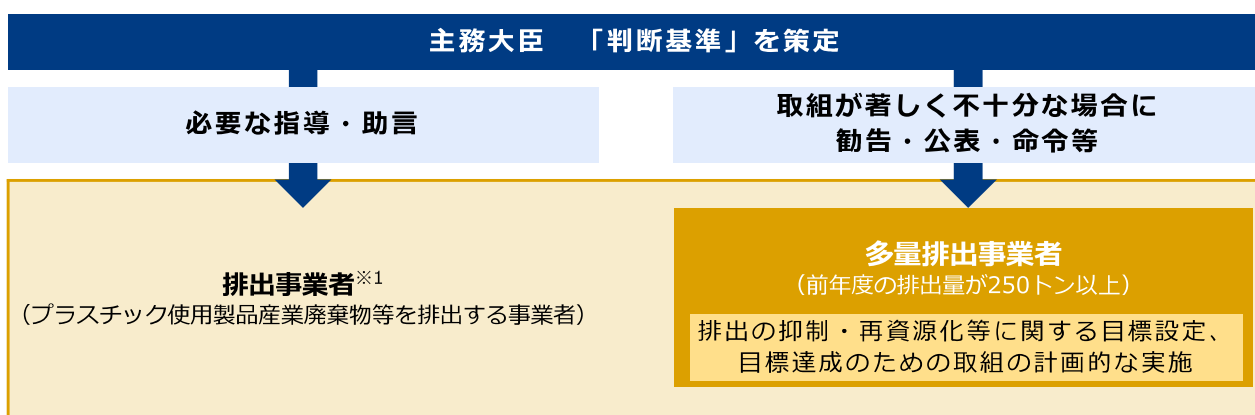 主務大臣　「判断基準」を策定
必要な指導・助言
取組が著しく不十分な場合に
勧告・公表・命令等
排出事業者※1
（プラスチック使用製品産業廃棄物等を排出する事業者）
多量排出事業者
（前年度の排出量が250トン以上）
排出の抑制・再資源化等に関する目標設定、
目標達成のための取組の計画的な実施